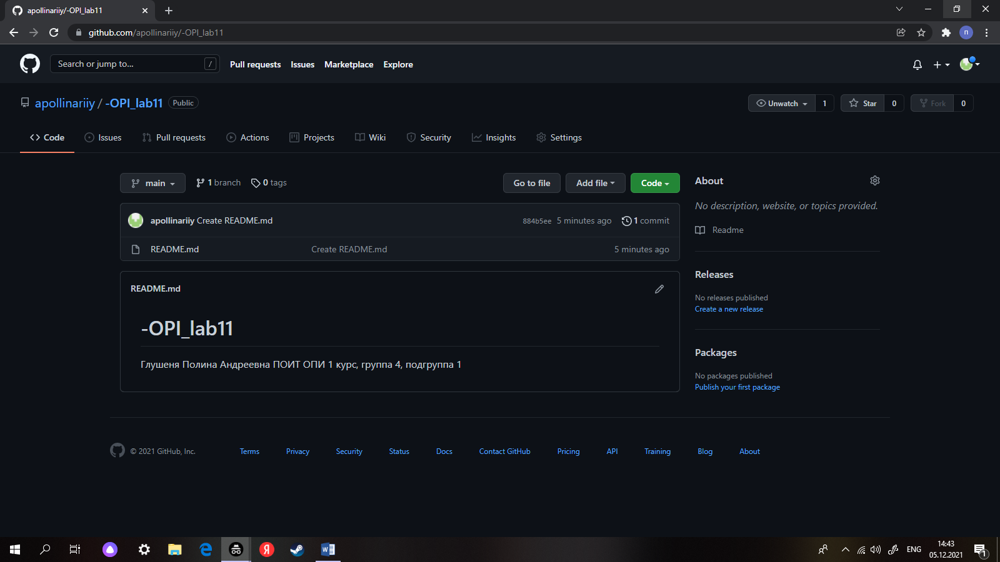 apollinariiy/-OPI_lab11
github.com/apollinariiy/-OPI_lab11
п
Search or jump to... /
Pull requests Issues Marketplace Explore
apollinariiy / -OPI_lab11 Public
Unwatch 1 Star 0 Fork 0
Code Issues Pull requests Actions Projects Wiki Security Insights Settings
main 1 branch 0 tags Go to file Add file Code
About
No description, website, or topics provided.
Readme
apollinariiy Create README.md 884b5ee 5 minutes ago 1 commit
README.md Create README.md 5 minutes ago
Releases
No releases published
Create a new release
README.md
-OPI_lab11
Глушеня Полина Андреевна ПОИТ ОПИ 1 курс, группа 4, подгруппа 1
Packages
No packages published
Publish your first package
© 2021 GitHub, Inc. Terms Privacy Security Status Docs Contact GitHub Pricing API Training Blog About
Я
W
ENG
14:43
05.12.2021
1